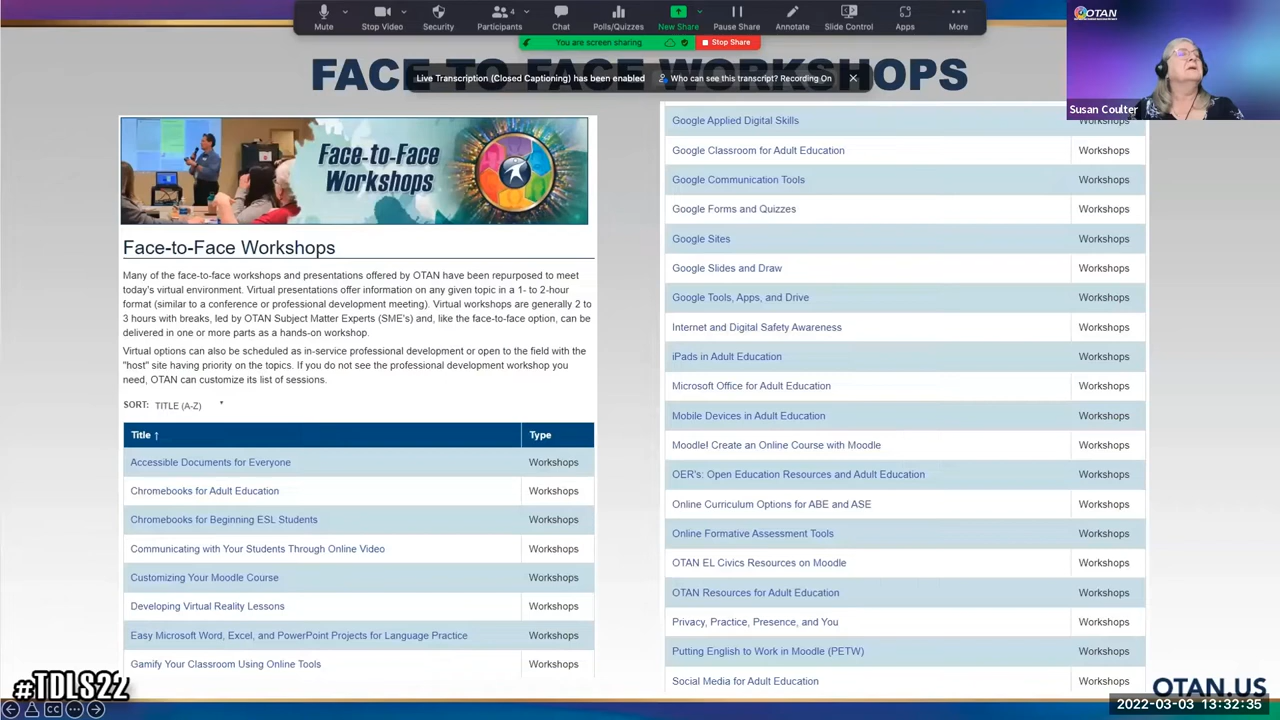 Mute
Stop Video
Security
Participants
4
Chat
Polls/Quizzes
New Share
Pause Share
Annotate
Slide Control
Apps
More
You are screen sharing
Stop Share
OTAN
Susan Coulter
FACE TO FACE WORKSHOPS
Live Transcription (Closed Captioning) has been enabled
Who can see this transcript? Recording On
Face-to-Face
Workshops
Face-to-Face Workshops
Many of the face-to-face workshops and presentations offered by OTAN have been repurposed to meet
today's virtual environment. Virtual presentations offer information on any given topic in a 1- to 2-hour
format (similar to a conference or professional development meeting). Virtual workshops are generally 2 to
3 hours with breaks, led by OTAN Subject Matter Experts (SME's) and, like the face-to-face option, can be
delivered in one or more parts as a hands-on workshop.
Virtual options can also be scheduled as in-service professional development or open to the field with the
"host" site having priority on the topics. If you do not see the professional development workshop you
need, OTAN can customize its list of sessions.
SORT: TITLE (A-Z)
Title ↑ Type
Accessible Documents for Everyone Workshops
Chromebooks for Adult Education Workshops
Chromebooks for Beginning ESL Students Workshops
Communicating with Your Students Through Online Video Workshops
Customizing Your Moodle Course Workshops
Developing Virtual Reality Lessons Workshops
Easy Microsoft Word, Excel, and PowerPoint Projects for Language Practice Workshops
Gamify Your Classroom Using Online Tools Workshops
Google Applied Digital Skills Workshops
Google Classroom for Adult Education Workshops
Google Communication Tools Workshops
Google Forms and Quizzes Workshops
Google Sites Workshops
Google Slides and Draw Workshops
Google Tools, Apps, and Drive Workshops
Internet and Digital Safety Awareness Workshops
iPads in Adult Education Workshops
Microsoft Office for Adult Education Workshops
Mobile Devices in Adult Education Workshops
Moodle! Create an Online Course with Moodle Workshops
OER's: Open Education Resources and Adult Education Workshops
Online Curriculum Options for ABE and ASE Workshops
Online Formative Assessment Tools Workshops
OTAN EL Civics Resources on Moodle Workshops
OTAN Resources for Adult Education Workshops
Privacy, Practice, Presence, and You Workshops
Putting English to Work in Moodle (PETW) Workshops
Social Media for Adult Education Workshops
#TDLS22
CC
OTAN.US
2022-03-03 13:32:35